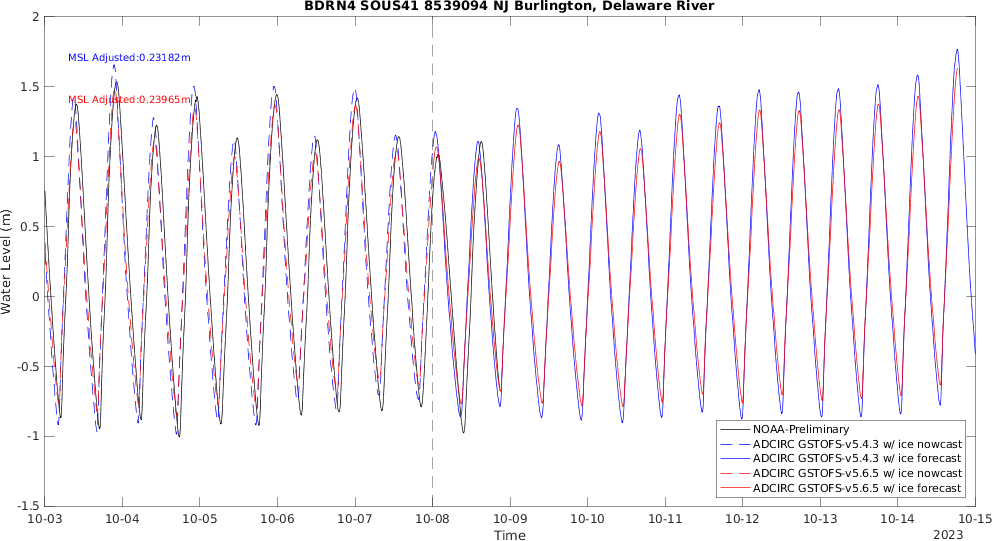 BDRN4 SOUS41 8539094 NJ Burlington, Delaware River
2
1.5
1
0.5
0
-0.5
-1
-1.5
Water Level (m)
MSL Adjusted:0.23182m
MSL Adjusted:0.23965m
NOAA-Preliminary
ADCIRC GSTOFS-v5.4.3 w/ ice nowcast
ADCIRC GSTOFS-v5.4.3 w/ ice forecast
ADCIRC GSTOFS-v5.6.5 w/ ice nowcast
ADCIRC GSTOFS-v5.6.5 w/ ice forecast
10-03 10-04 10-05 10-06 10-07 10-08 10-09 10-10 10-11 10-12 10-13 10-14 10-15
Time
2023